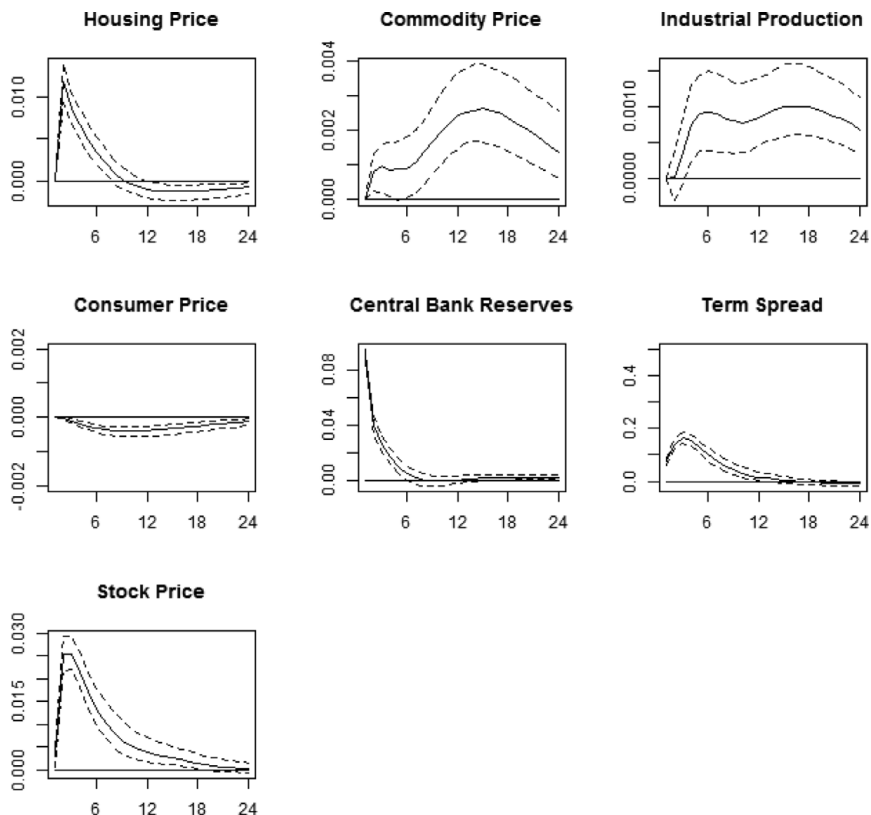 Housing Price
0.010
0.000
6 12 18 24
Commodity Price
0.004
0.002
0.000
6 12 18 24
Industrial Production
0.0010
0.0000
6 12 18 24
Consumer Price
0.002
0.000
-0.002
6 12 18 24
Central Bank Reserves
0.08
0.04
0.00
6 12 18 24
Term Spread
0.4
0.2
0.0
6 12 18 24
Stock Price
0.030
0.015
0.000
6 12 18 24